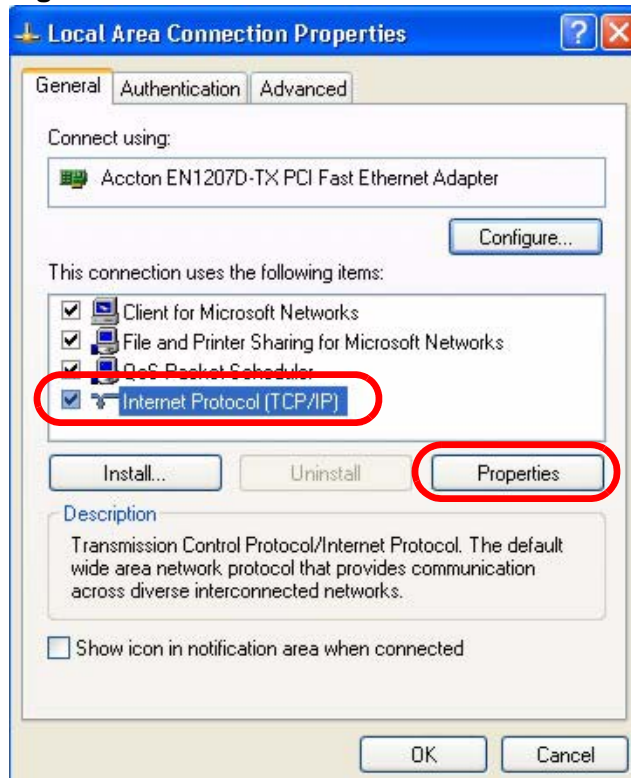 Local Area Connection Properties
General Authentication Advanced
Connect using:
Accton EN1207D-TX PCI Fast Ethernet Adapter
Configure...
This connection uses the following items:
Client for Microsoft Networks
File and Printer Sharing for Microsoft Networks
QoS Packet Scheduler
Internet Protocol (TCP/IP)
Install... Uninstall Properties
Description
Transmission Control Protocol/Internet Protocol. The default
wide area network protocol that provides communication
across diverse interconnected networks.
Show icon in notification area when connected
OK Cancel